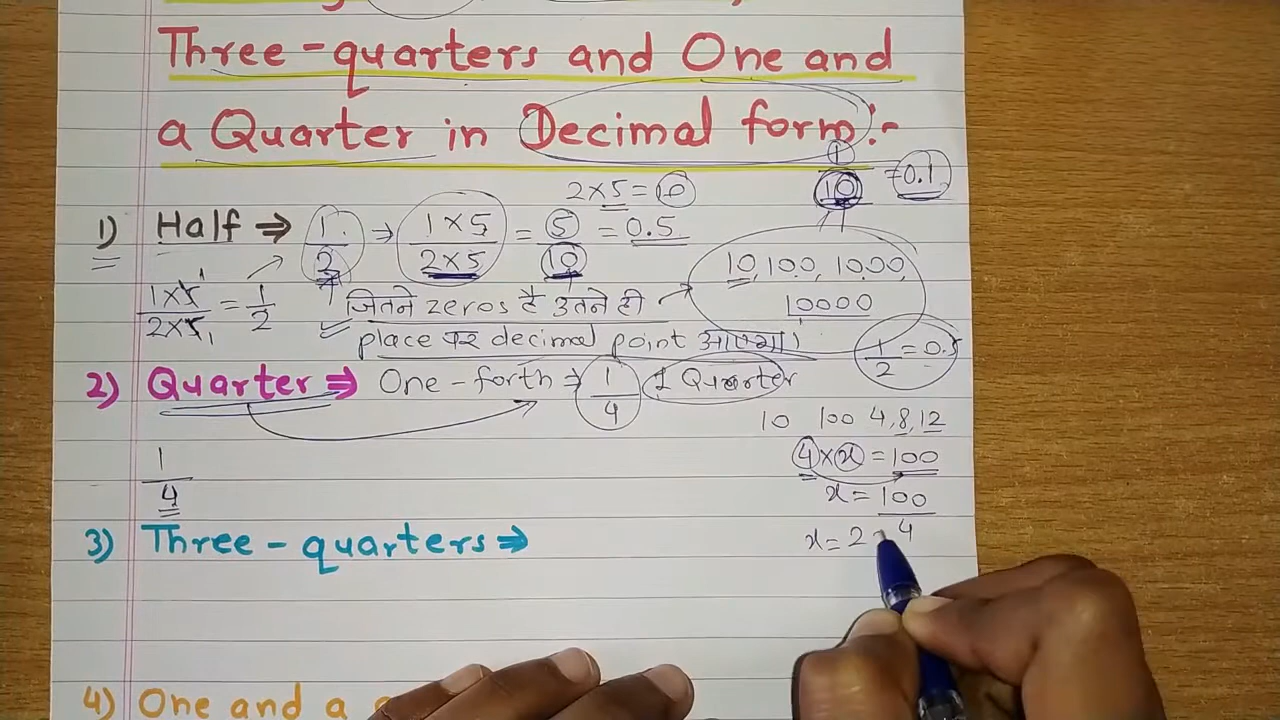 Three-quarters and One and
a Quarter in Decimal form:-
2×5=10
1/10 =0.1
1) Half ⇒ 1/2 ⇒ 1×5/2×5 = 5/10 = 0.5
10, 100, 1000,
10000
1×5/2×5 = 1/2
जितने zeros है उतने ही
place पर decimal point आएगा।
1/2 = 0.5
2) Quarter ⇒ One-forth ⇒ 1/4 1 Quarter
10 100 4,8,12
4×x=100
1/4
x=100/4
x=2
3) Three-quarters ⇒
4) One and a